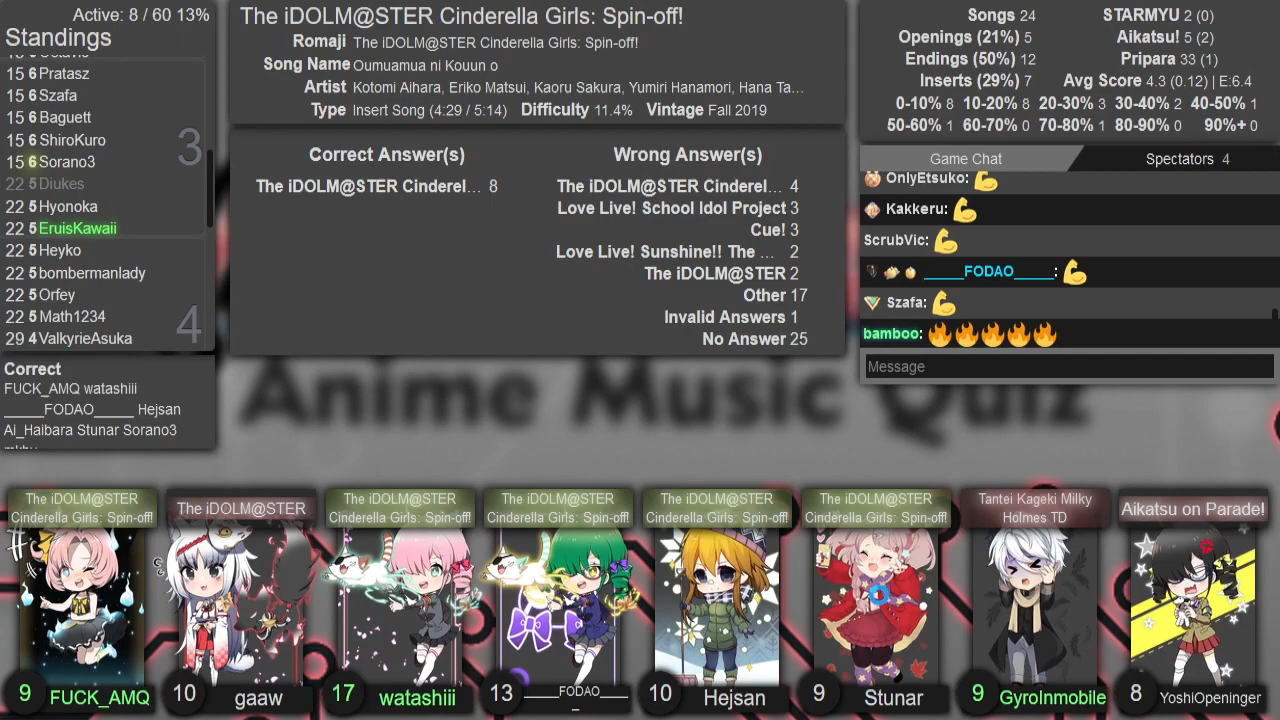 Active: 8 / 60 13%
Standings
15 6 Pratasz
15 6 Szafa
15 6 Baguett
15 6 ShiroKuro
15 6 Sorano3
22 5 Diukes
22 5 Hyonoka
22 5 EruisKawaii
22 5 Heyko
22 5 bombermanlady
22 5 Orfey
22 5 Math1234
29 4 ValkyrieAsuka
3
4
Correct
FUCK_AMQ watashiii
_____FODAO_____ Hejsan
Ai_Haibara Stunar Sorano3
The iDOLM@STER Cinderella Girls: Spin-off!
Romaji The iDOLM@STER Cinderella Girls: Spin-off!
Song Name Oumuamua ni Kouun o
Artist Kotomi Aihara, Eriko Matsui, Kaoru Sakura, Yumiri Hanamori, Hana Ta...
Type Insert Song (4:29 / 5:14) Difficulty 11.4% Vintage Fall 2019
Correct Answer(s)
The iDOLM@STER Cinderel... 8
Wrong Answer(s)
The iDOLM@STER Cinderel... 4
Love Live! School Idol Project 3
Cue! 3
Love Live! Sunshine!! The ... 2
The iDOLM@STER 2
Other 17
Invalid Answers 1
No Answer 25
Songs 24 STARMYU 2 (0)
Openings (21%) 5 Aikatsu! 5 (2)
Endings (50%) 12 Pripara 33 (1)
Inserts (29%) 7 Avg Score 4.3 (0.12) | E:6.4
0-10% 8 10-20% 8 20-30% 3 30-40% 2 40-50% 1
50-60% 1 60-70% 0 70-80% 1 80-90% 0 90%+ 0
Game Chat Spectators 4
OnlyEtsuko: 💪
Kakkeru: 💪
ScrubVic: 💪
_____FODAO_____: 💪
Szafa: 💪
bamboo: 🔥🔥🔥🔥🔥
Message
Anime Music Quiz
The iDOLM@STER
Cinderella Girls: Spin-off!
The iDOLM@STER
The iDOLM@STER
Cinderella Girls: Spin-off!
The iDOLM@STER
Cinderella Girls: Spin-off!
The iDOLM@STER
Cinderella Girls: Spin-off!
The iDOLM@STER
Cinderella Girls: Spin-off!
Tantei Kageki Milky
Holmes TD
Aikatsu on Parade!
9 FUCK_AMQ
10 gaaw
17 watashiii
13 _____FODAO_____
10 Hejsan
9 Stunar
9 GyroInmobile
8 YoshiOpeninger